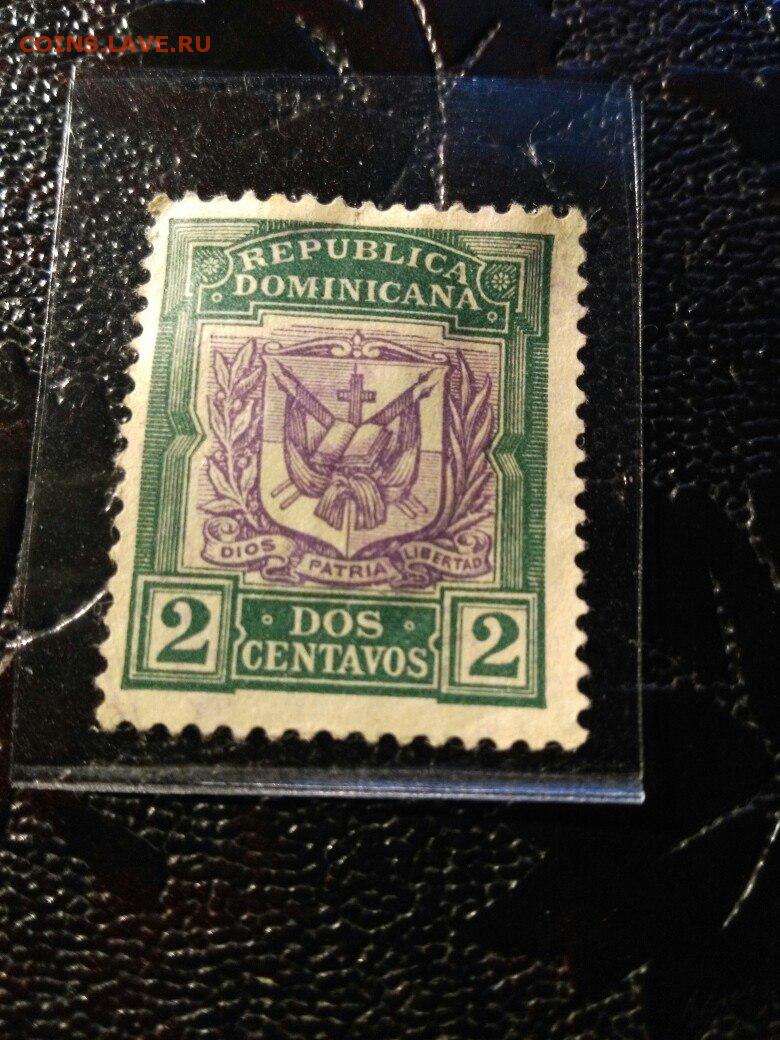 COINS.LAVE.RU
REPUBLICA
DOMINICANA
DIOS PATRIA LIBERTAD
2 DOS 2
CENTAVOS